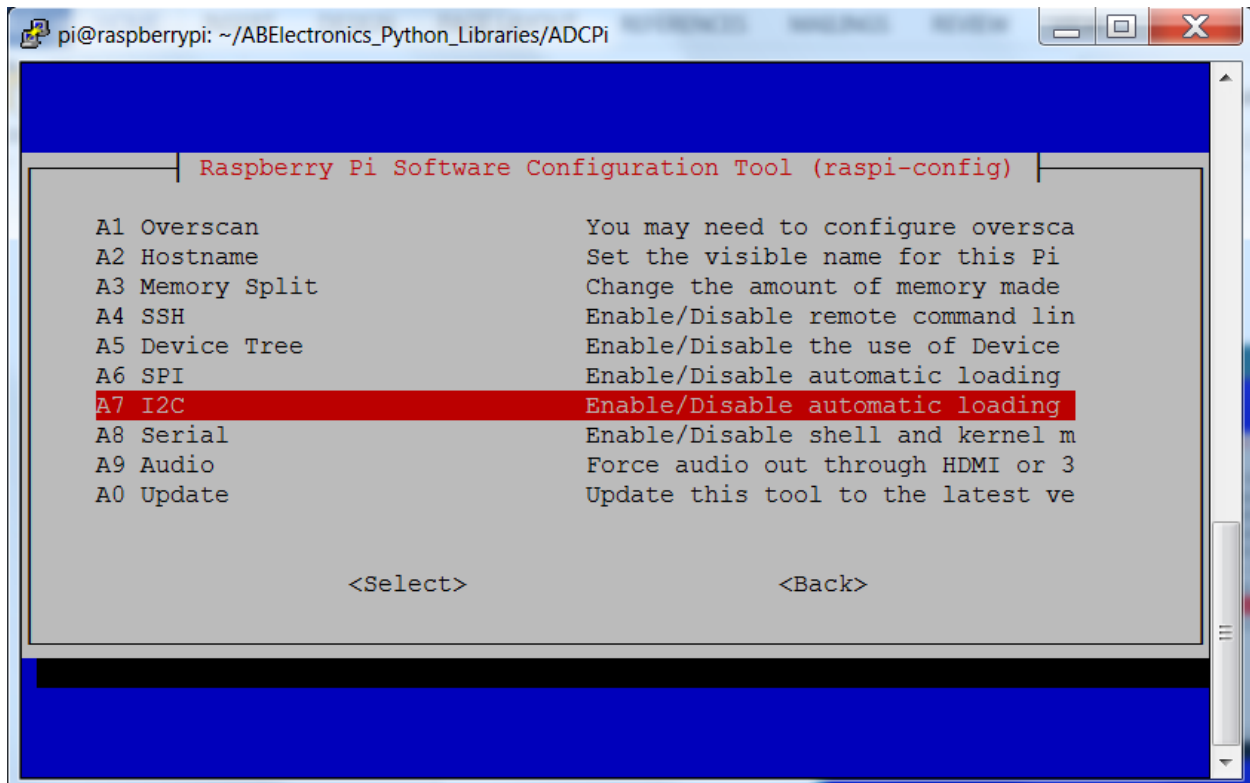 pi@raspberrypi: ~/ABElectronics_Python_Libraries/ADCPi
Raspberry Pi Software Configuration Tool (raspi-config)
A1 Overscan You may need to configure oversca
A2 Hostname Set the visible name for this Pi
A3 Memory Split Change the amount of memory made
A4 SSH Enable/Disable remote command lin
A5 Device Tree Enable/Disable the use of Device
A6 SPI Enable/Disable automatic loading
A7 I2C Enable/Disable automatic loading
A8 Serial Enable/Disable shell and kernel m
A9 Audio Force audio out through HDMI or 3
A0 Update Update this tool to the latest ve
<Select> <Back>